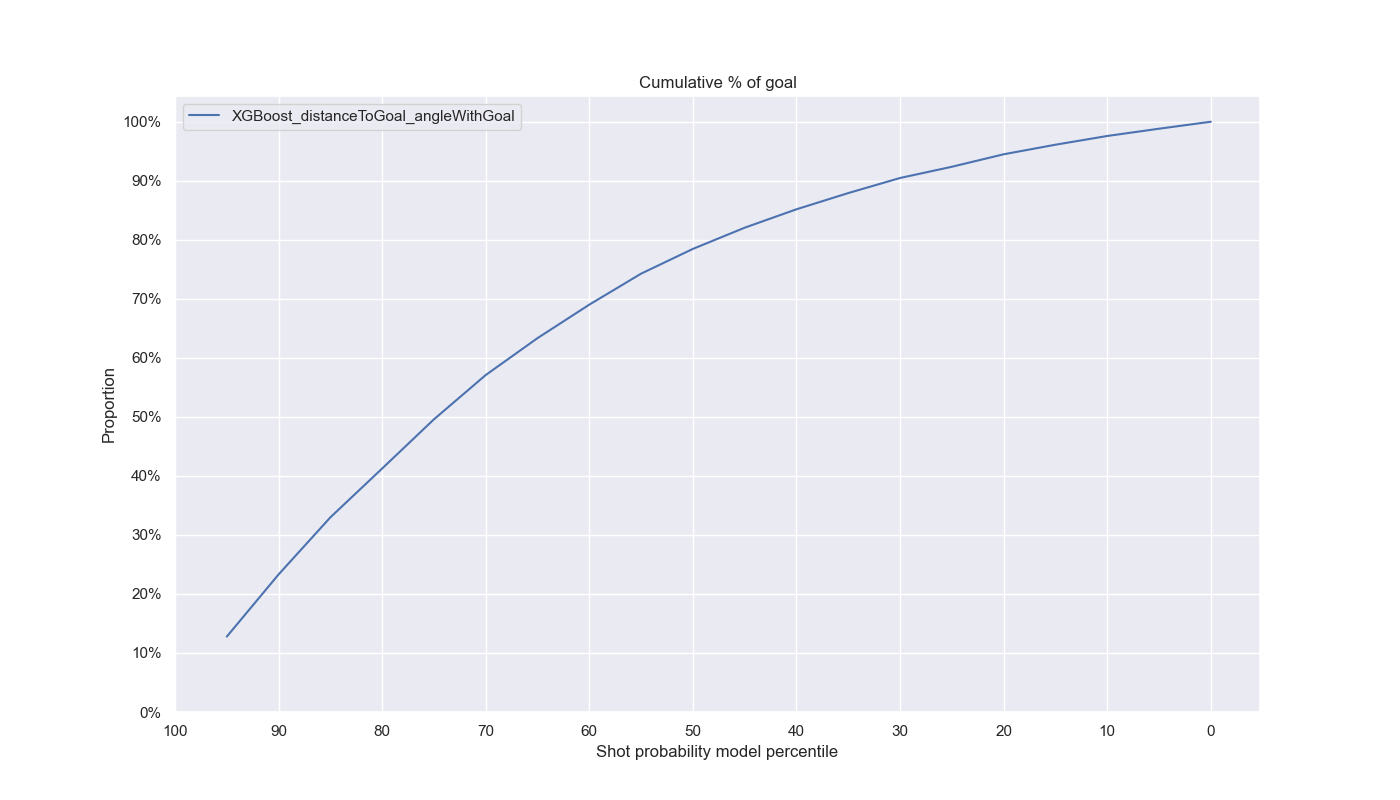 Cumulative % of goal
XGBoost_distanceToGoal_angleWithGoal
100%
90%
80%
70%
60%
50%
40%
30%
20%
10%
0%
Proportion
100 90 80 70 60 50 40 30 20 10 0
Shot probability model percentile